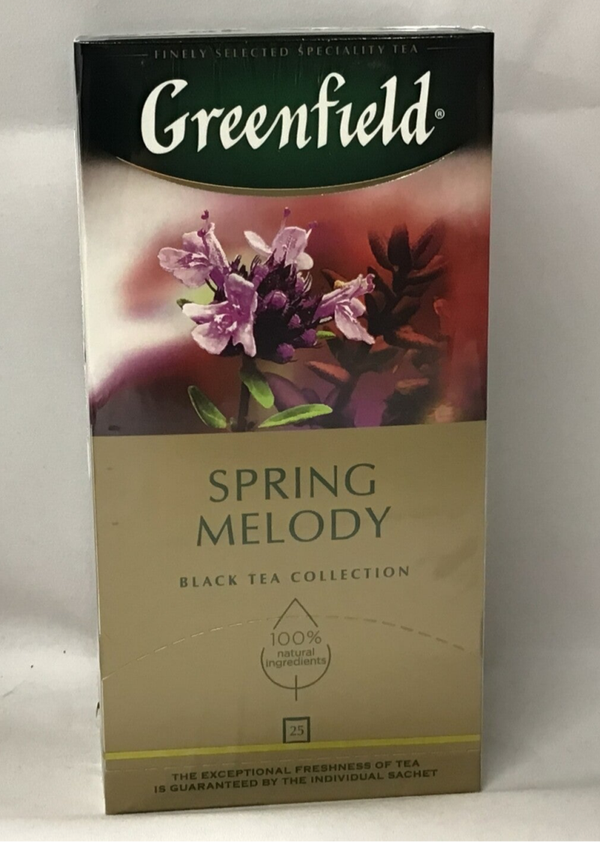 FINELY SELECTED SPECIALITY TEA
Greenfield®
SPRING
MELODY
BLACK TEA COLLECTION
100%
natural
ingredients
25
THE EXCEPTIONAL FRESHNESS OF TEA
IS GUARANTEED BY THE INDIVIDUAL SACHET